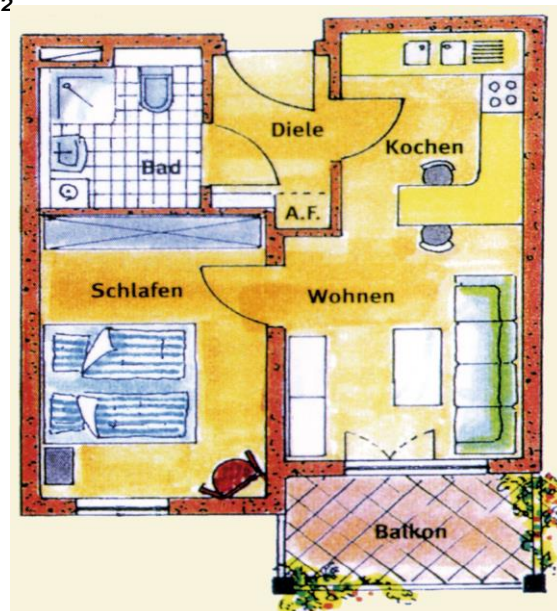 2
Diele
Kochen
Bad
A.F.
Schlafen
Wohnen
Balkon